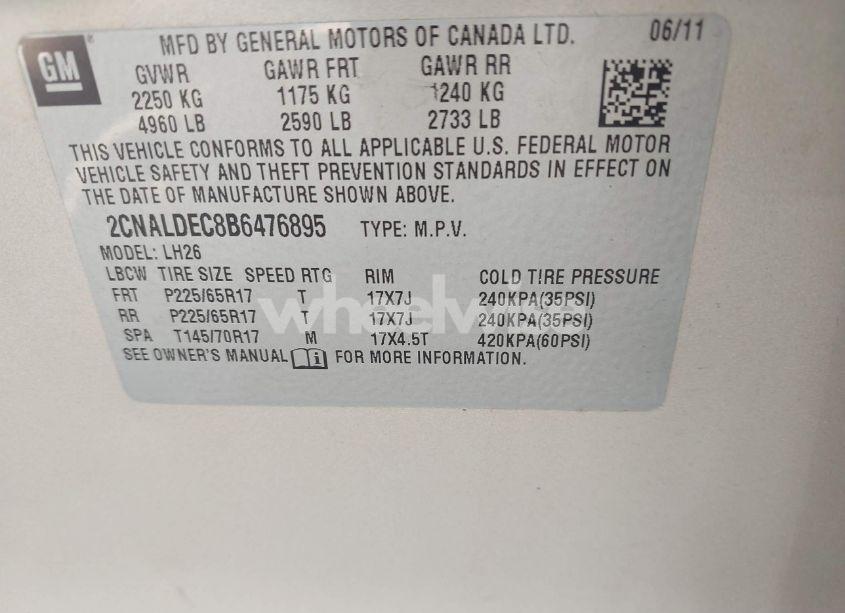 GM
MFD BY GENERAL MOTORS OF CANADA LTD. 06/11
GVWR GAWR FRT GAWR RR
2250 KG 1175 KG 1240 KG
4960 LB 2590 LB 2733 LB
THIS VEHICLE CONFORMS TO ALL APPLICABLE U.S. FEDERAL MOTOR
VEHICLE SAFETY AND THEFT PREVENTION STANDARDS IN EFFECT ON
THE DATE OF MANUFACTURE SHOWN ABOVE.
2CNALDEC8B6476895 TYPE: M.P.V.
MODEL: LH26
LBCW TIRE SIZE SPEED RTG RIM COLD TIRE PRESSURE
FRT P225/65R17 T 17X7J 240KPA(35PSI)
RR P225/65R17 T 17X7J 240KPA(35PSI)
SPA T145/70R17 M 17X4.5T 420KPA(60PSI)
SEE OWNER'S MANUAL FOR MORE INFORMATION.